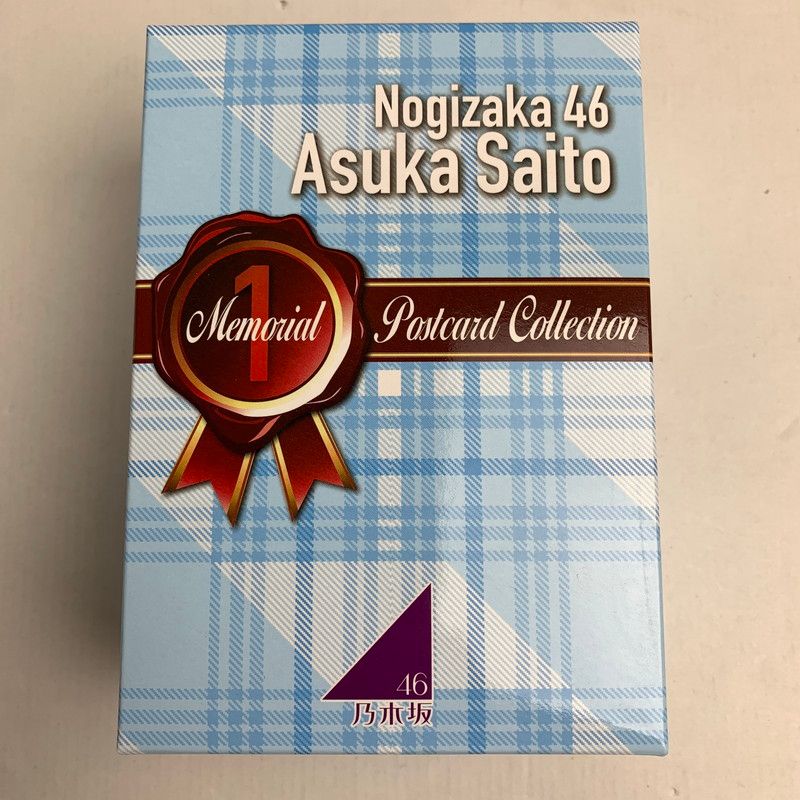 Nogizaka 46
Asuka Saito
1
Memorial Postcard Collection
46
乃木坂